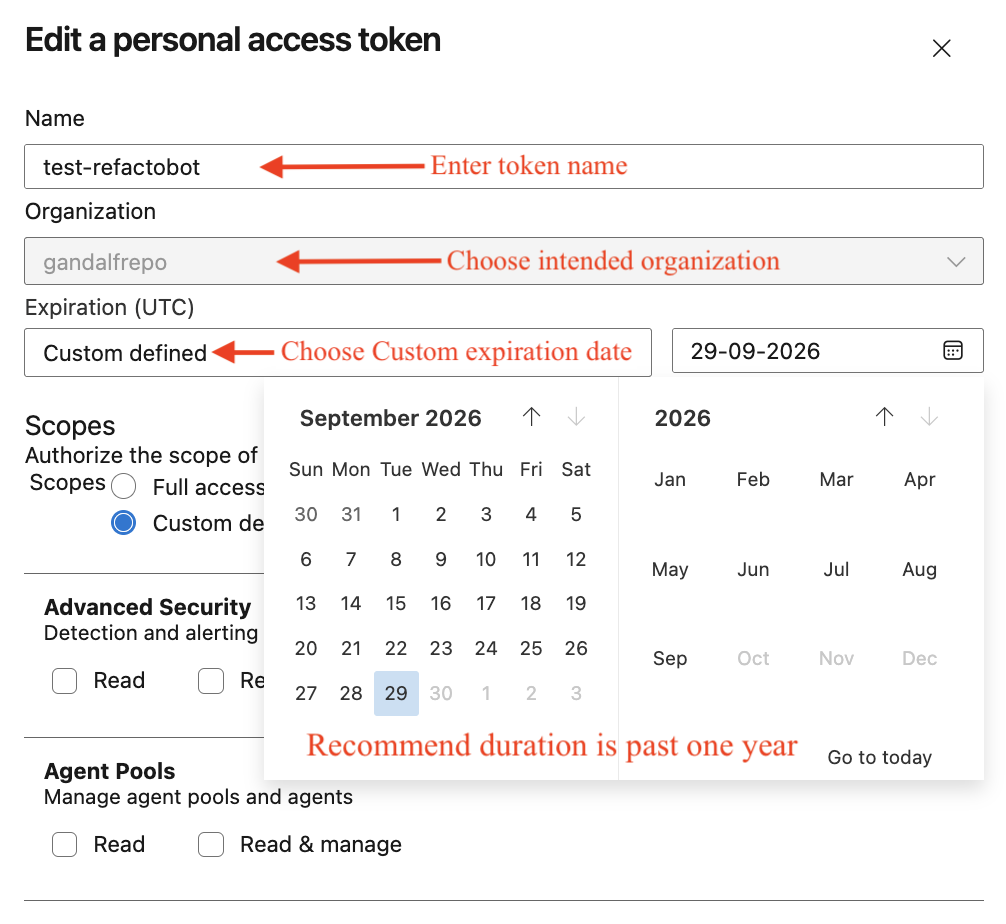 Edit a personal access token
Name
test-refactobot Enter token name
Organization
gandalfrepo Choose intended organization
Expiration (UTC)
Custom defined Choose Custom expiration date 29-09-2026
September 2026
Sun Mon Tue Wed Thu Fri Sat
30 31 1 2 3 4 5
6 7 8 9 10 11 12
13 14 15 16 17 18 19
20 21 22 23 24 25 26
27 28 29 30 1 2 3
2026
Jan Feb Mar Apr
May Jun Jul Aug
Sep Oct Nov Dec
Recommend duration is past one year
Go to today
Scopes
Authorize the scope of
Scopes Full access
Custom de
Advanced Security
Detection and alerting
Read Re
Agent Pools
Manage agent pools and agents
Read Read & manage